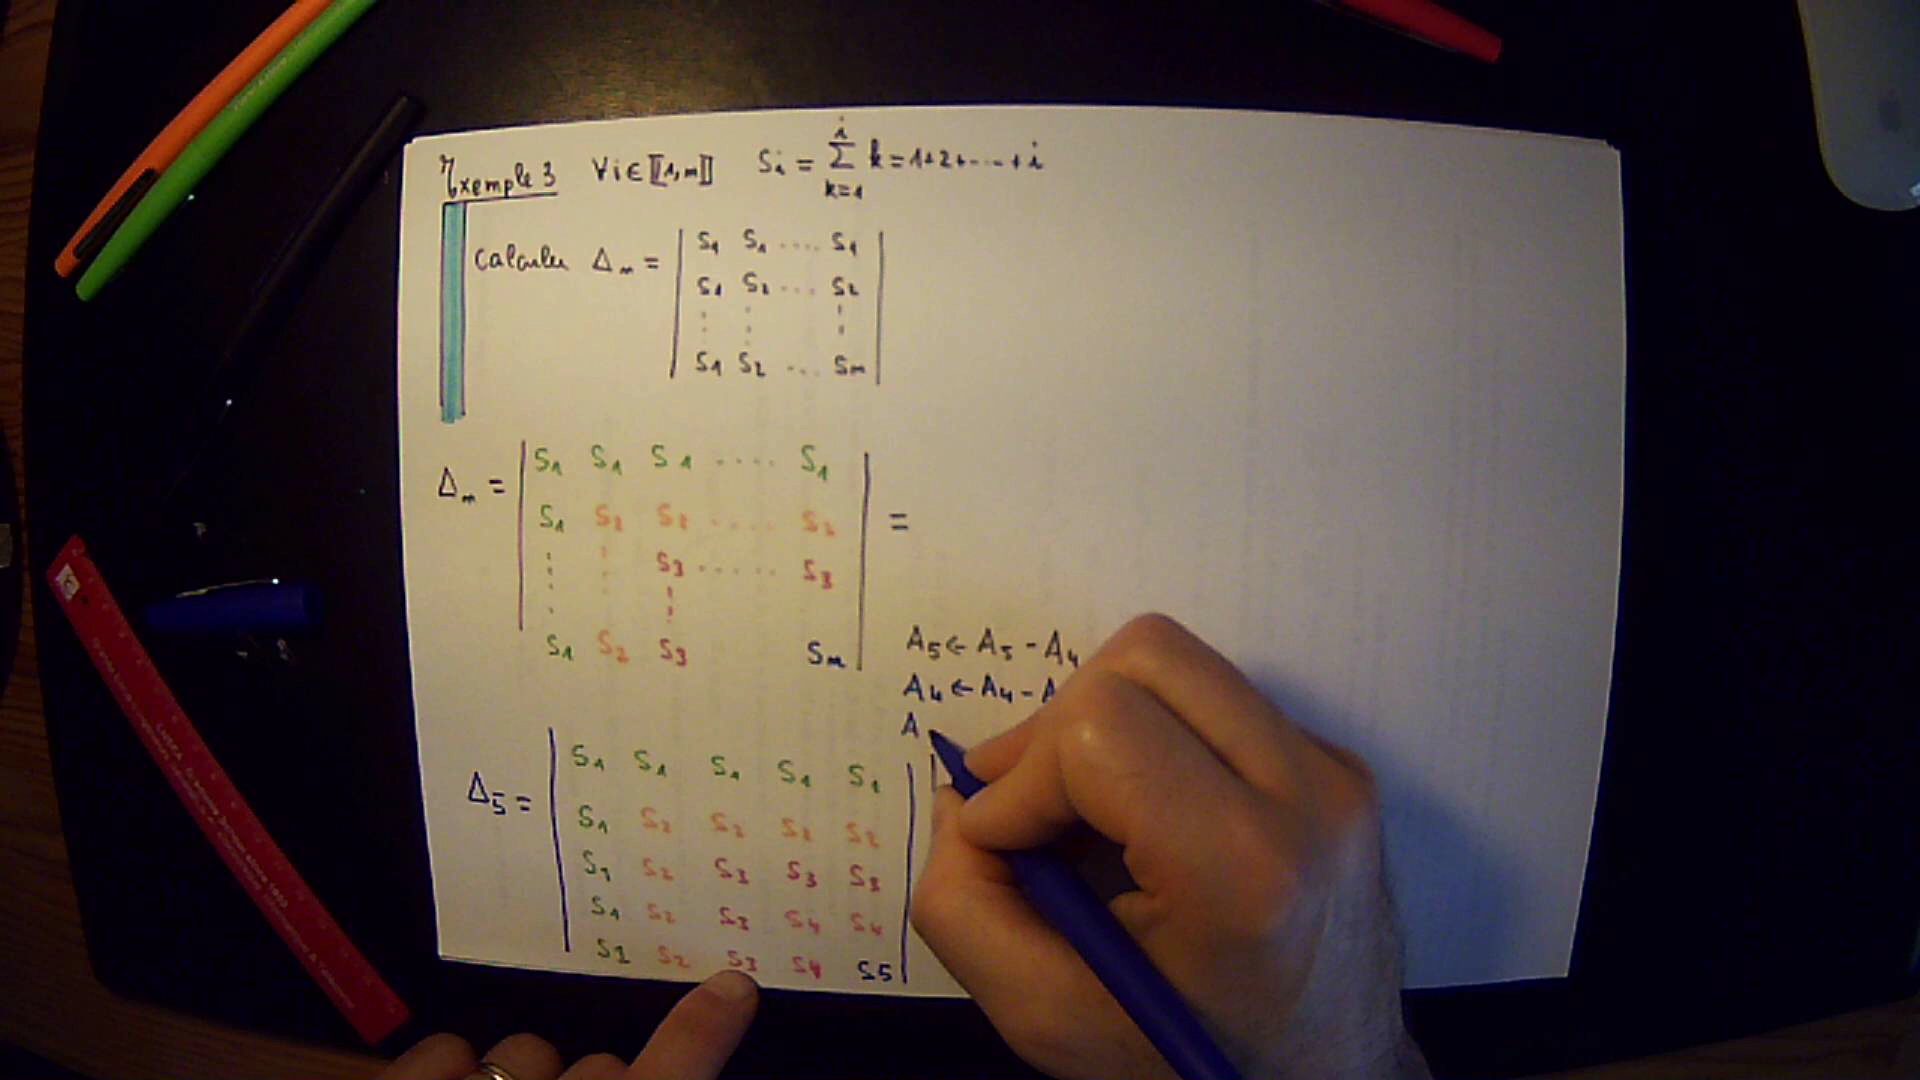 Exemple 3 ∀i∈⟦1,n⟧ Si = Σ k = 1+2+....+i
i
k=1
Calculer Δn =
S1 S1 .... S1
S1 S2 ... S2
S1 S2 ... Sn
Δn =
S1 S1 S1 .... S1
S1 S2 S2 .... S2
S3 ..... S3
S1 S2 S3 Sn
=
A5 ← A5 - A4
A4 ← A4 - A
A
Δ5 =
S1 S1 S1 S1 S1
S1 S2 S2 S2 S2
S1 S2 S3 S3 S3
S1 S2 S3 S4 S4
S1 S2 S3 S4 S5